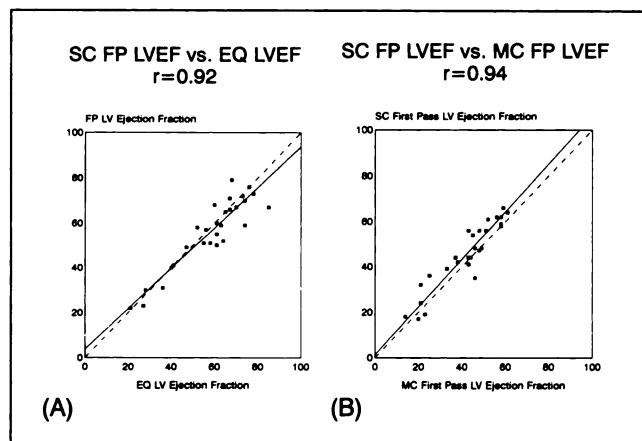 SC FP LVEF vs. EQ LVEF
r=0.92
FP LV Ejection Fraction
100
80
60
40
20
0
0 20 40 60 80 100
EQ LV Ejection Fraction
(A)
SC FP LVEF vs. MC FP LVEF
r=0.94
SC First Pass LV Ejection Fraction
100
80
60
40
20
0
0 20 40 60 80 100
MC First Pass LV Ejection Fraction
(B)